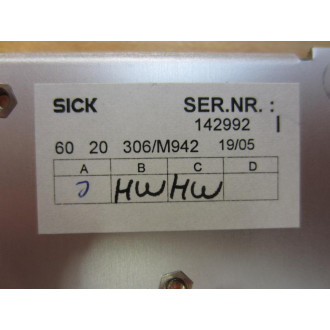 SICK SER.NR. :
142992 I
60 20 306/M942 19/05
A B C D
J HW HW